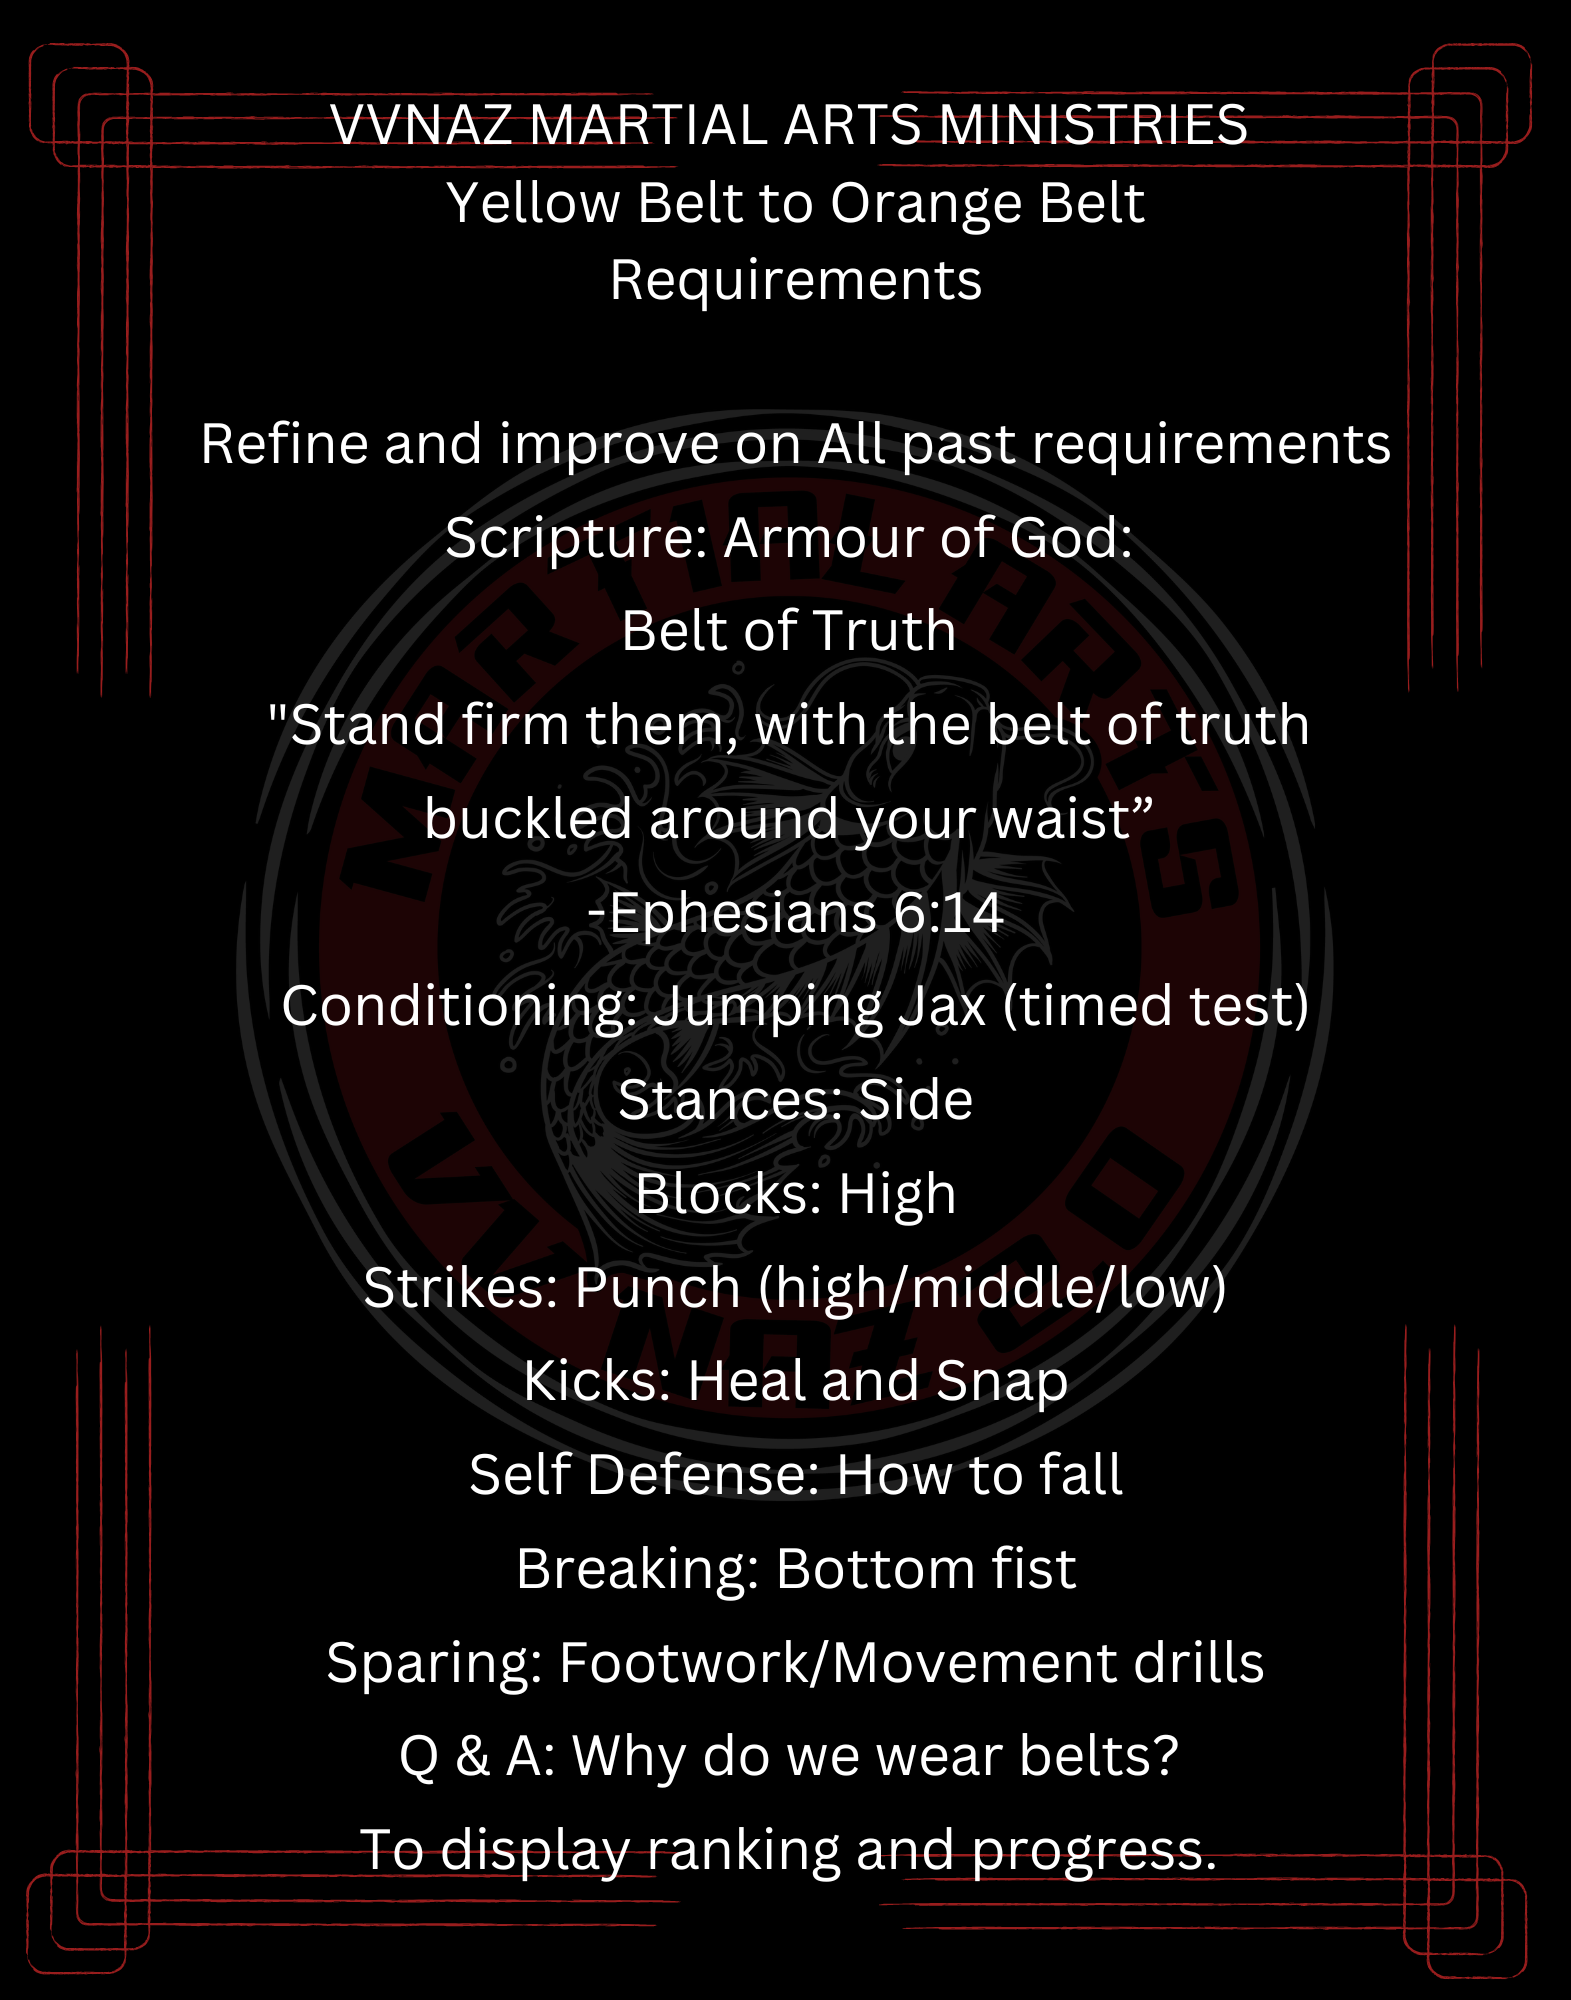 VVNAZ MARTIAL ARTS MINISTRIES
Yellow Belt to Orange Belt
Requirements
Refine and improve on All past requirements
Scripture: Armour of God:
Belt of Truth
"Stand firm them, with the belt of truth
buckled around your waist”
-Ephesians 6:14
Conditioning: Jumping Jax (timed test)
Stances: Side
Blocks: High
Strikes: Punch (high/middle/low)
Kicks: Heal and Snap
Self Defense: How to fall
Breaking: Bottom fist
Sparing: Footwork/Movement drills
Q & A: Why do we wear belts?
To display ranking and progress.
MARTIAL ARTS